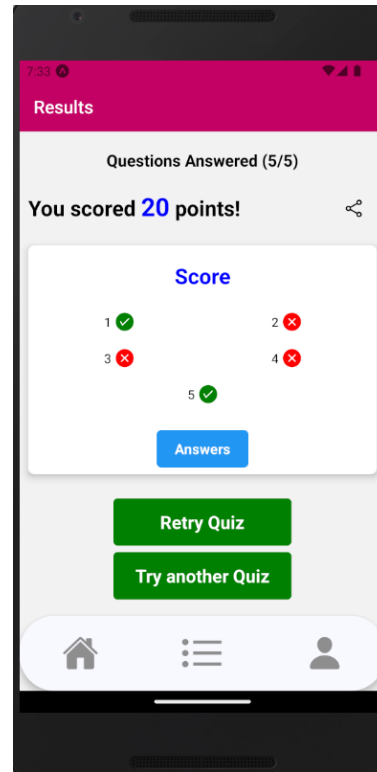 7:33
Results
Questions Answered (5/5)
You scored 20 points!
Score
1 2
3 4
5
Answers
Retry Quiz
Try another Quiz